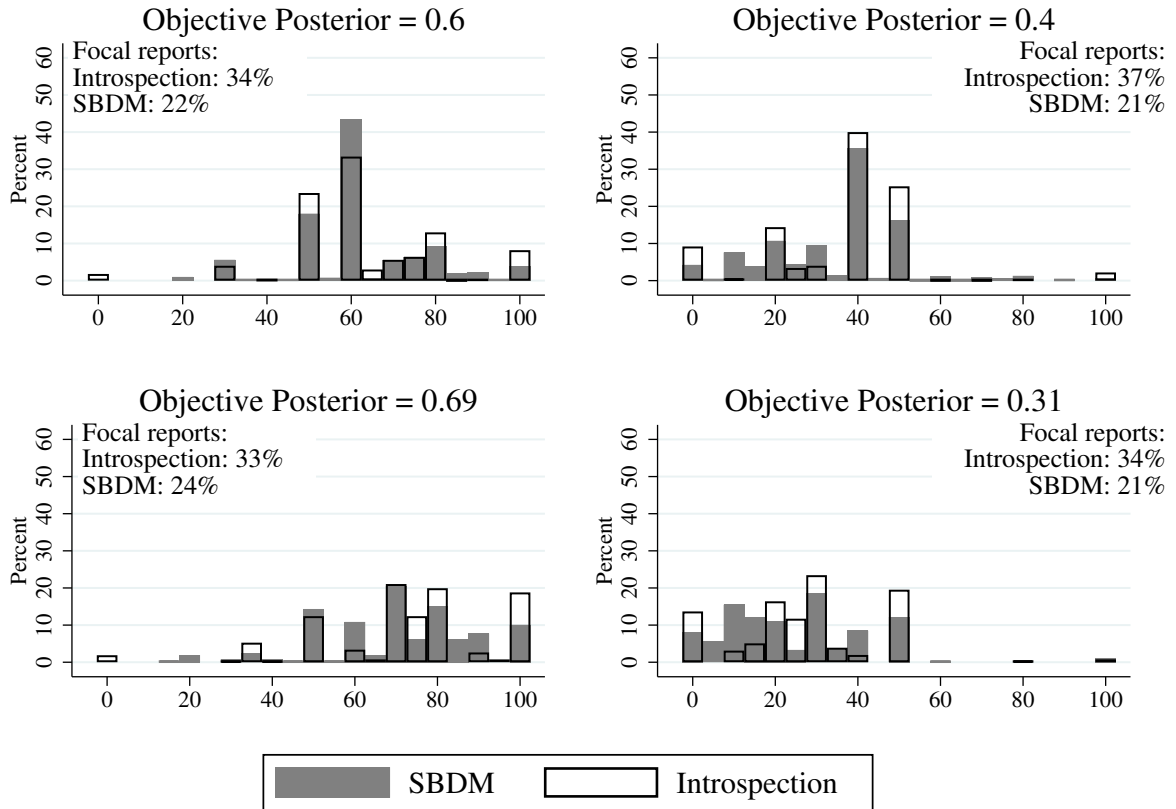 Objective Posterior = 0.6
Focal reports:
Introspection: 34%
SBDM: 22%
Percent
60
50
40
30
20
10
0
0 20 40 60 80 100
Objective Posterior = 0.4
Focal reports:
Introspection: 37%
SBDM: 21%
Percent
60
50
40
30
20
10
0
0 20 40 60 80 100
Objective Posterior = 0.69
Focal reports:
Introspection: 33%
SBDM: 24%
Percent
60
50
40
30
20
10
0
0 20 40 60 80 100
Objective Posterior = 0.31
Focal reports:
Introspection: 34%
SBDM: 21%
Percent
60
50
40
30
20
10
0
0 20 40 60 80 100
SBDM Introspection